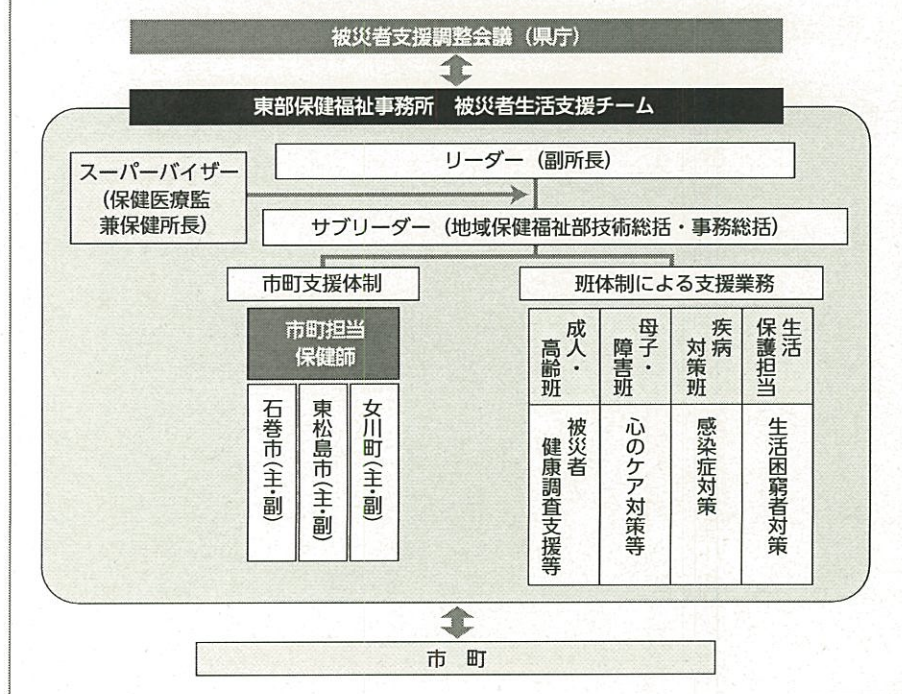 被災者支援調整会議（県庁）
東部保健福祉事務所　被災者生活支援チーム
リーダー（副所長）
スーパーバイザー
（保健医療監
兼保健所長）
サブリーダー（地域保健福祉部技術総括・事務総括）
市町支援体制
班体制による支援業務
市町担当
保健師
石巻市（主・副）
東松島市（主・副）
女川町（主・副）
成人・
高齢班
母子・
障害班
疾病
対策班
生活
保護担当
被災者
健康調査支援等
心のケア対策等
感染症対策
生活困窮者対策
市　町